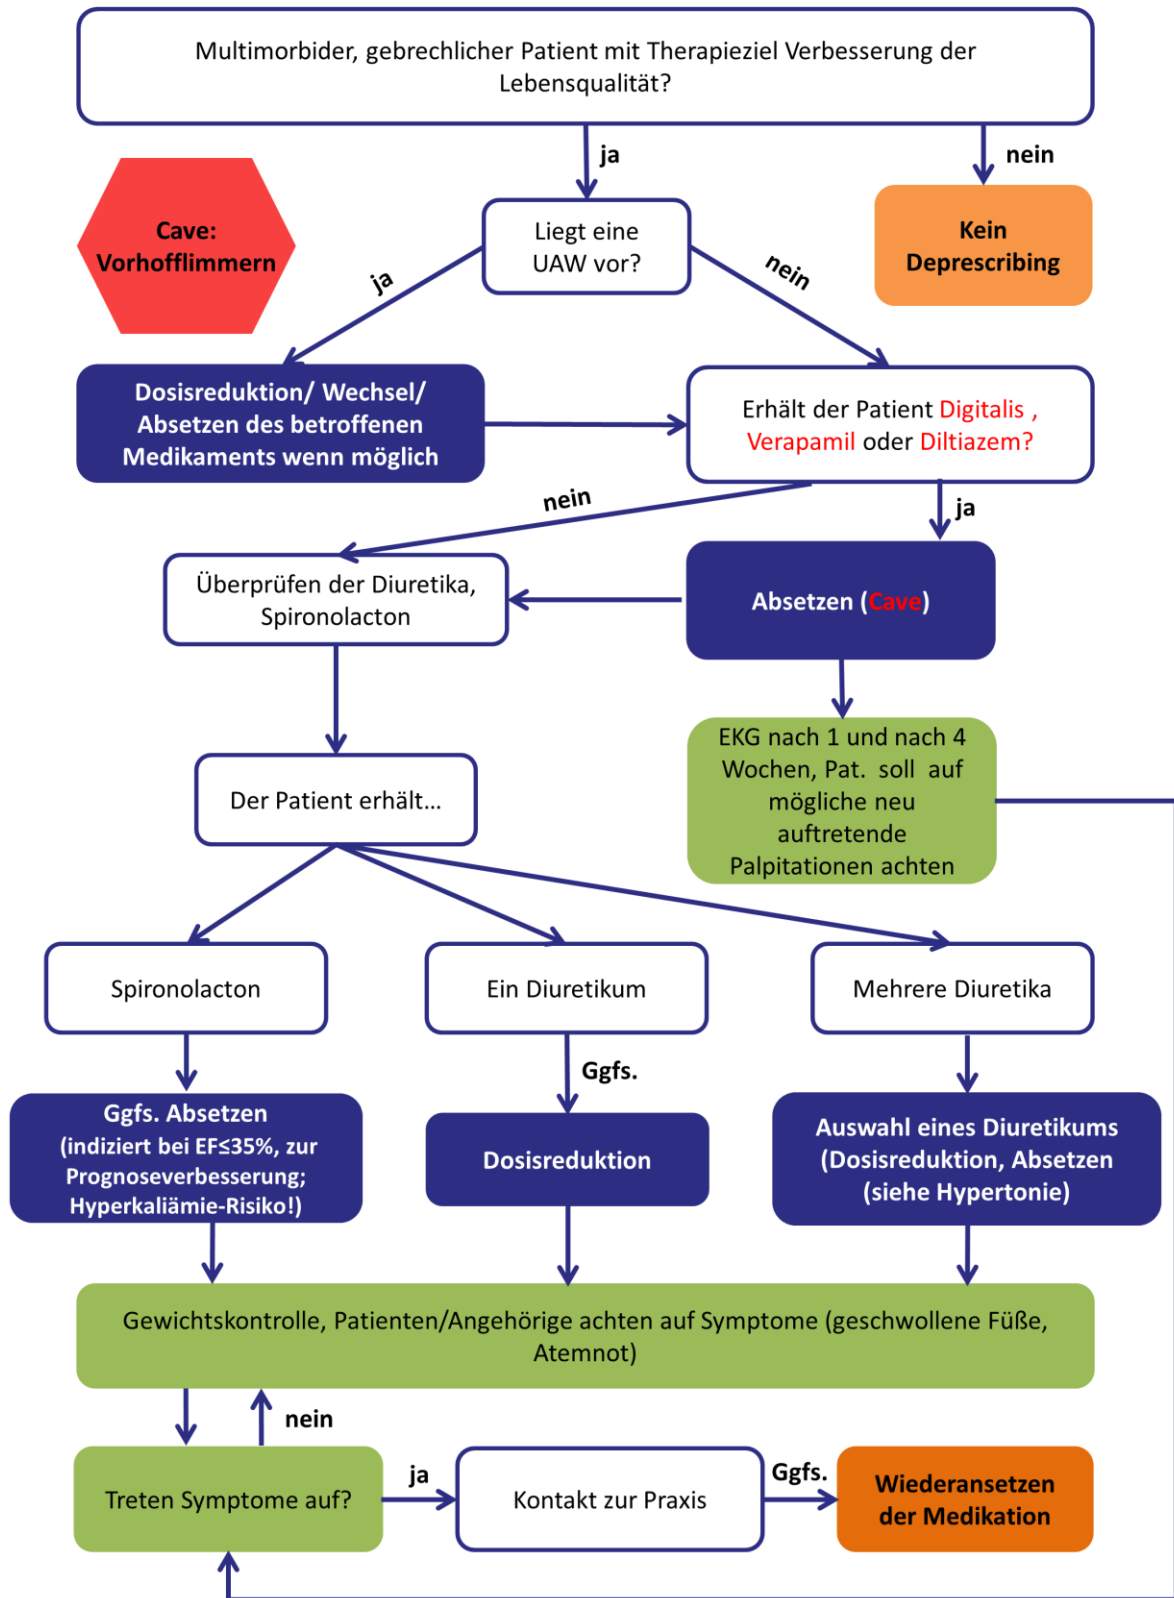 Multimorbider, gebrechlicher Patient mit Therapieziel Verbesserung der
Lebensqualität?
ja
nein
Cave:
Vorhofflimmern
Liegt eine
UAW vor?
Kein
Deprescribing
ja
nein
Dosisreduktion/ Wechsel/
Absetzen des betroffenen
Medikaments wenn möglich
Erhält der Patient Digitalis ,
Verapamil oder Diltiazem?
nein
ja
Überprüfen der Diuretika,
Spironolacton
Absetzen (Cave)
EKG nach 1 und nach 4
Wochen, Pat. soll auf
mögliche neu
auftretende
Palpitationen achten
Der Patient erhält...
Spironolacton
Ein Diuretikum
Mehrere Diuretika
Ggfs.
Ggfs. Absetzen
(indiziert bei EF≤35%, zur
Prognoseverbesserung;
Hyperkaliämie-Risiko!)
Dosisreduktion
Auswahl eines Diuretikums
(Dosisreduktion, Absetzen
(siehe Hypertonie)
Gewichtskontrolle, Patienten/Angehörige achten auf Symptome (geschwollene Füße,
Atemnot)
nein
Treten Symptome auf?
ja
Kontakt zur Praxis
Ggfs.
Wiederansetzen
der Medikation